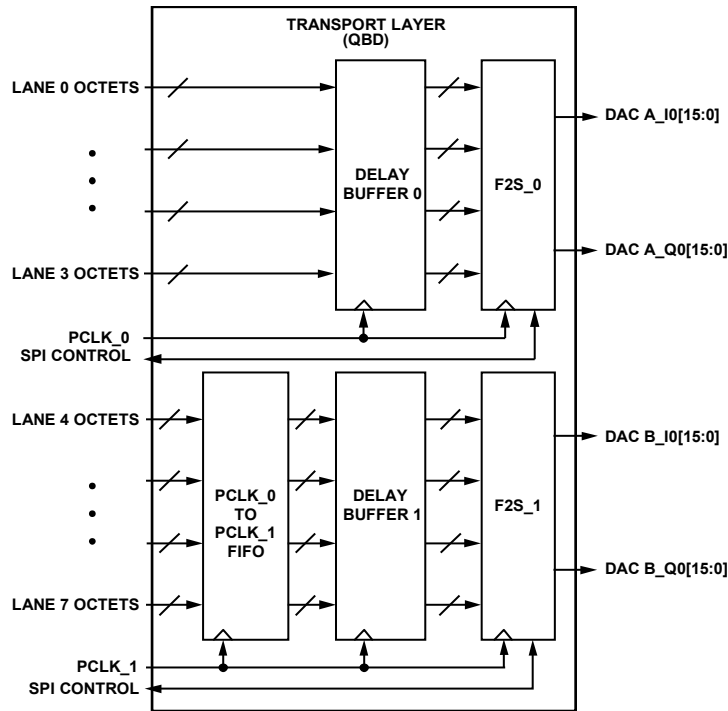 TRANSPORT LAYER
(QBD)
LANE 0 OCTETS
LANE 3 OCTETS
DELAY
BUFFER 0
F2S_0
DAC A_I0[15:0]
DAC A_Q0[15:0]
PCLK_0
SPI CONTROL
LANE 4 OCTETS
LANE 7 OCTETS
PCLK_0
TO
PCLK_1
FIFO
DELAY
BUFFER 1
F2S_1
DAC B_I0[15:0]
DAC B_Q0[15:0]
PCLK_1
SPI CONTROL